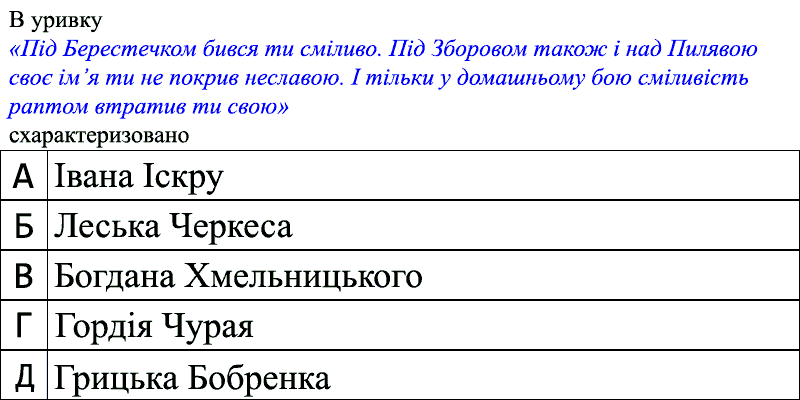 В уривку
«Під Берестечком бився ти сміливо. Під Зборовом також і над Пилявою
своє ім’я ти не покрив неславою. І тільки у домашньому бою сміливість
раптом втратив ти свою»
схарактеризовано
А Івана Іскру
Б Леська Черкеса
В Богдана Хмельницького
Г Гордія Чурая
Д Грицька Бобренка